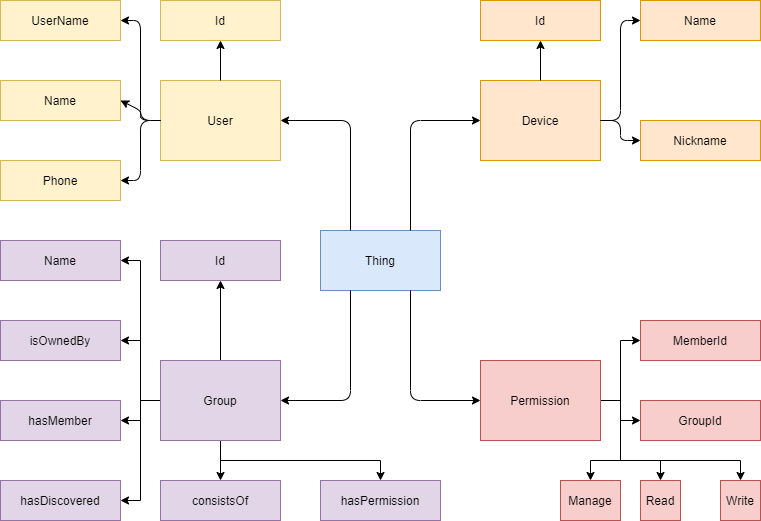 UserName
Id
Id
Name
Name
User
Device
Phone
Nickname
Name
Id
Thing
isOwnedBy
MemberId
Group
Permission
hasMember
GroupId
hasDiscovered
consistsOf
hasPermission
Manage
Read
Write